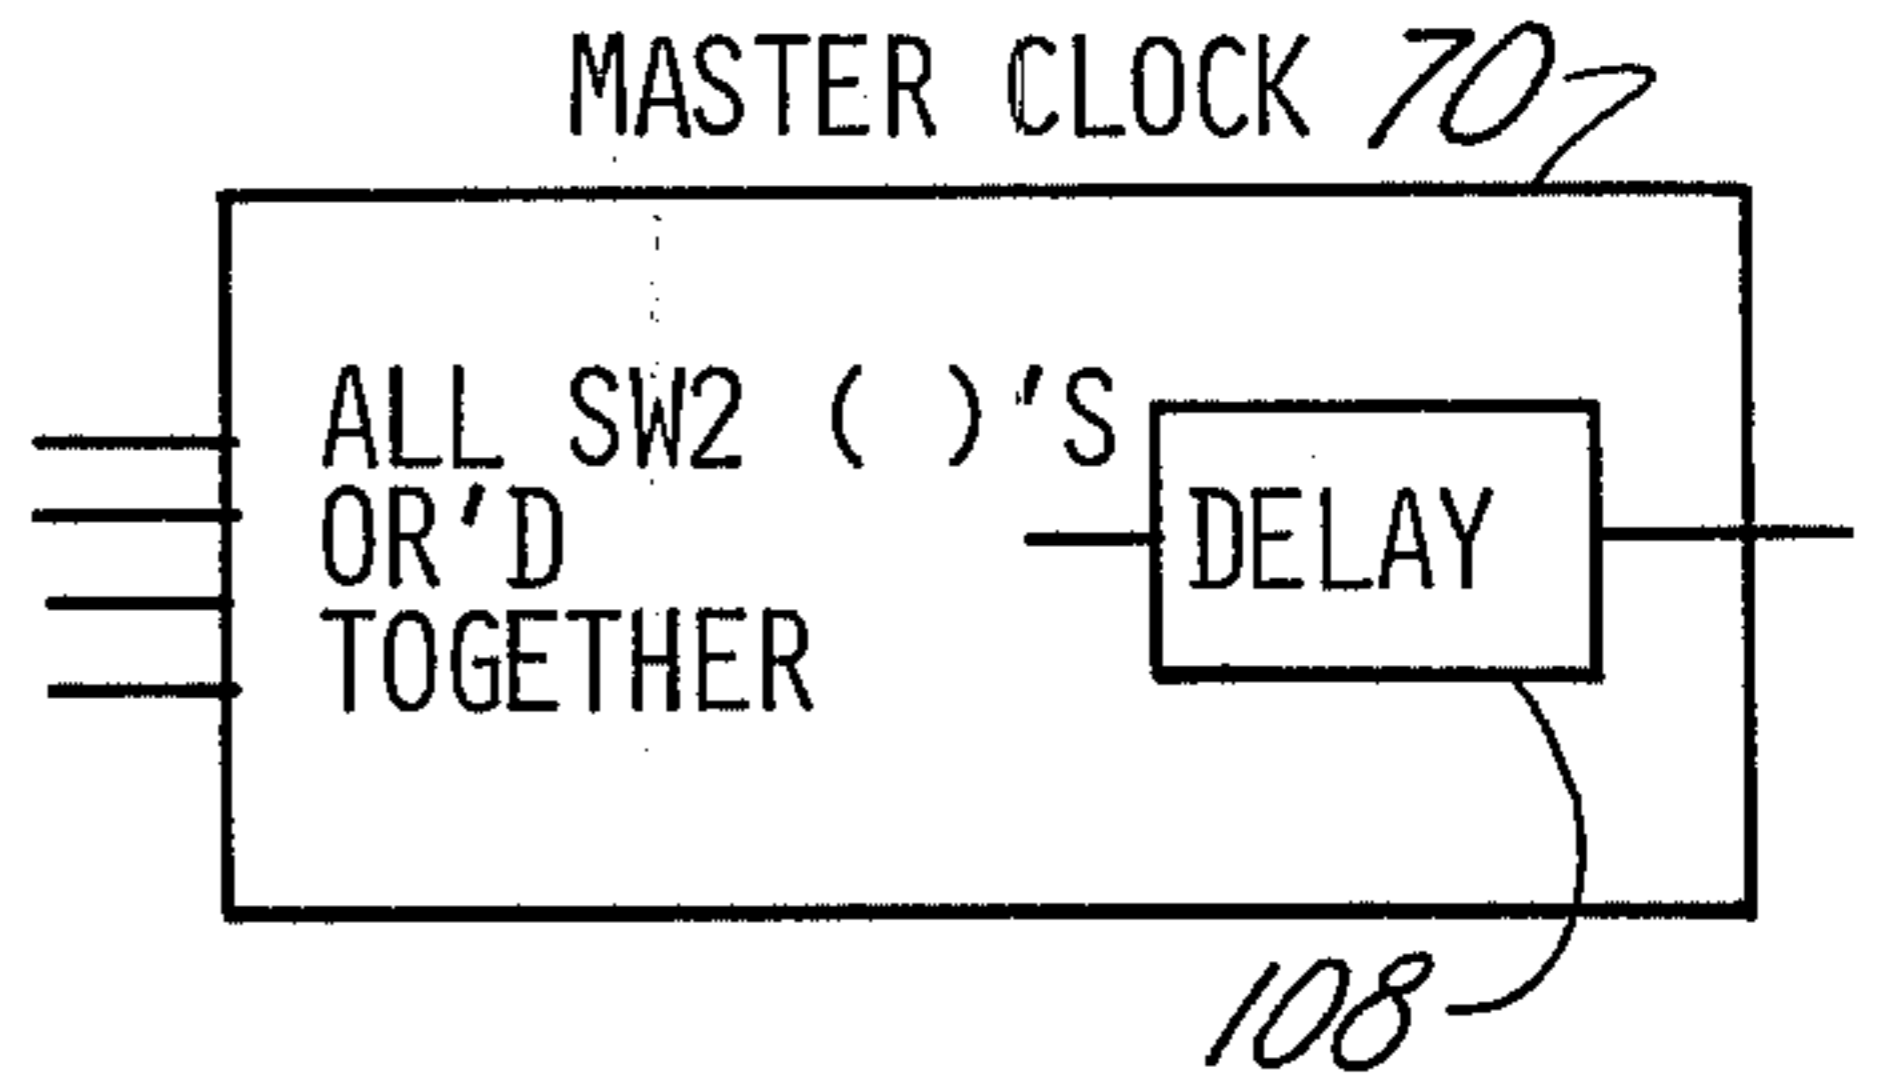 MASTER CLOCK 70
ALL SW2 ( )'S
OR'D
TOGETHER
DELAY
108